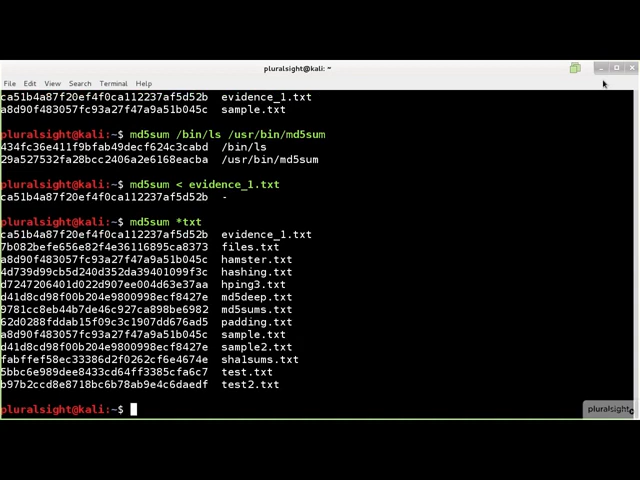 pluralsight@kali: ~
File Edit View Search Terminal Help
ca51b4a87f20ef4f0ca112237af5d52b  evidence_1.txt
a8d90f483057fc93a27f47a9a51b045c  sample.txt
pluralsight@kali:~$ md5sum /bin/ls /usr/bin/md5sum
434fc36e411f9bfab49decf624c3cabd  /bin/ls
29a527532fa28bcc2406a2e6168eacba  /usr/bin/md5sum
pluralsight@kali:~$ md5sum < evidence_1.txt
ca51b4a87f20ef4f0ca112237af5d52b  -
pluralsight@kali:~$ md5sum *txt
ca51b4a87f20ef4f0ca112237af5d52b  evidence_1.txt
7b082befe656e82f4e36116895ca8373  files.txt
a8d90f483057fc93a27f47a9a51b045c  hamster.txt
4d739d99cb5d240d352da39401099f3c  hashing.txt
d7247206401d022d907ee004d63e37aa  hping3.txt
d41d8cd98f00b204e9800998ecf8427e  md5deep.txt
9781cc8eb44b7de46c927ca898be6982  md5sums.txt
62d0288fddab15f09c3c1907dd676ad5  padding.txt
a8d90f483057fc93a27f47a9a51b045c  sample.txt
d41d8cd98f00b204e9800998ecf8427e  sample2.txt
fabffef58ec33386d2f0262cf6e4674e  sha1sums.txt
5bbc6e989dee8433cd64ff3385cfa6c7  test.txt
b97b2ccd8e8718bc6b78ab9e4c6daedf  test2.txt
pluralsight@kali:~$
pluralsight